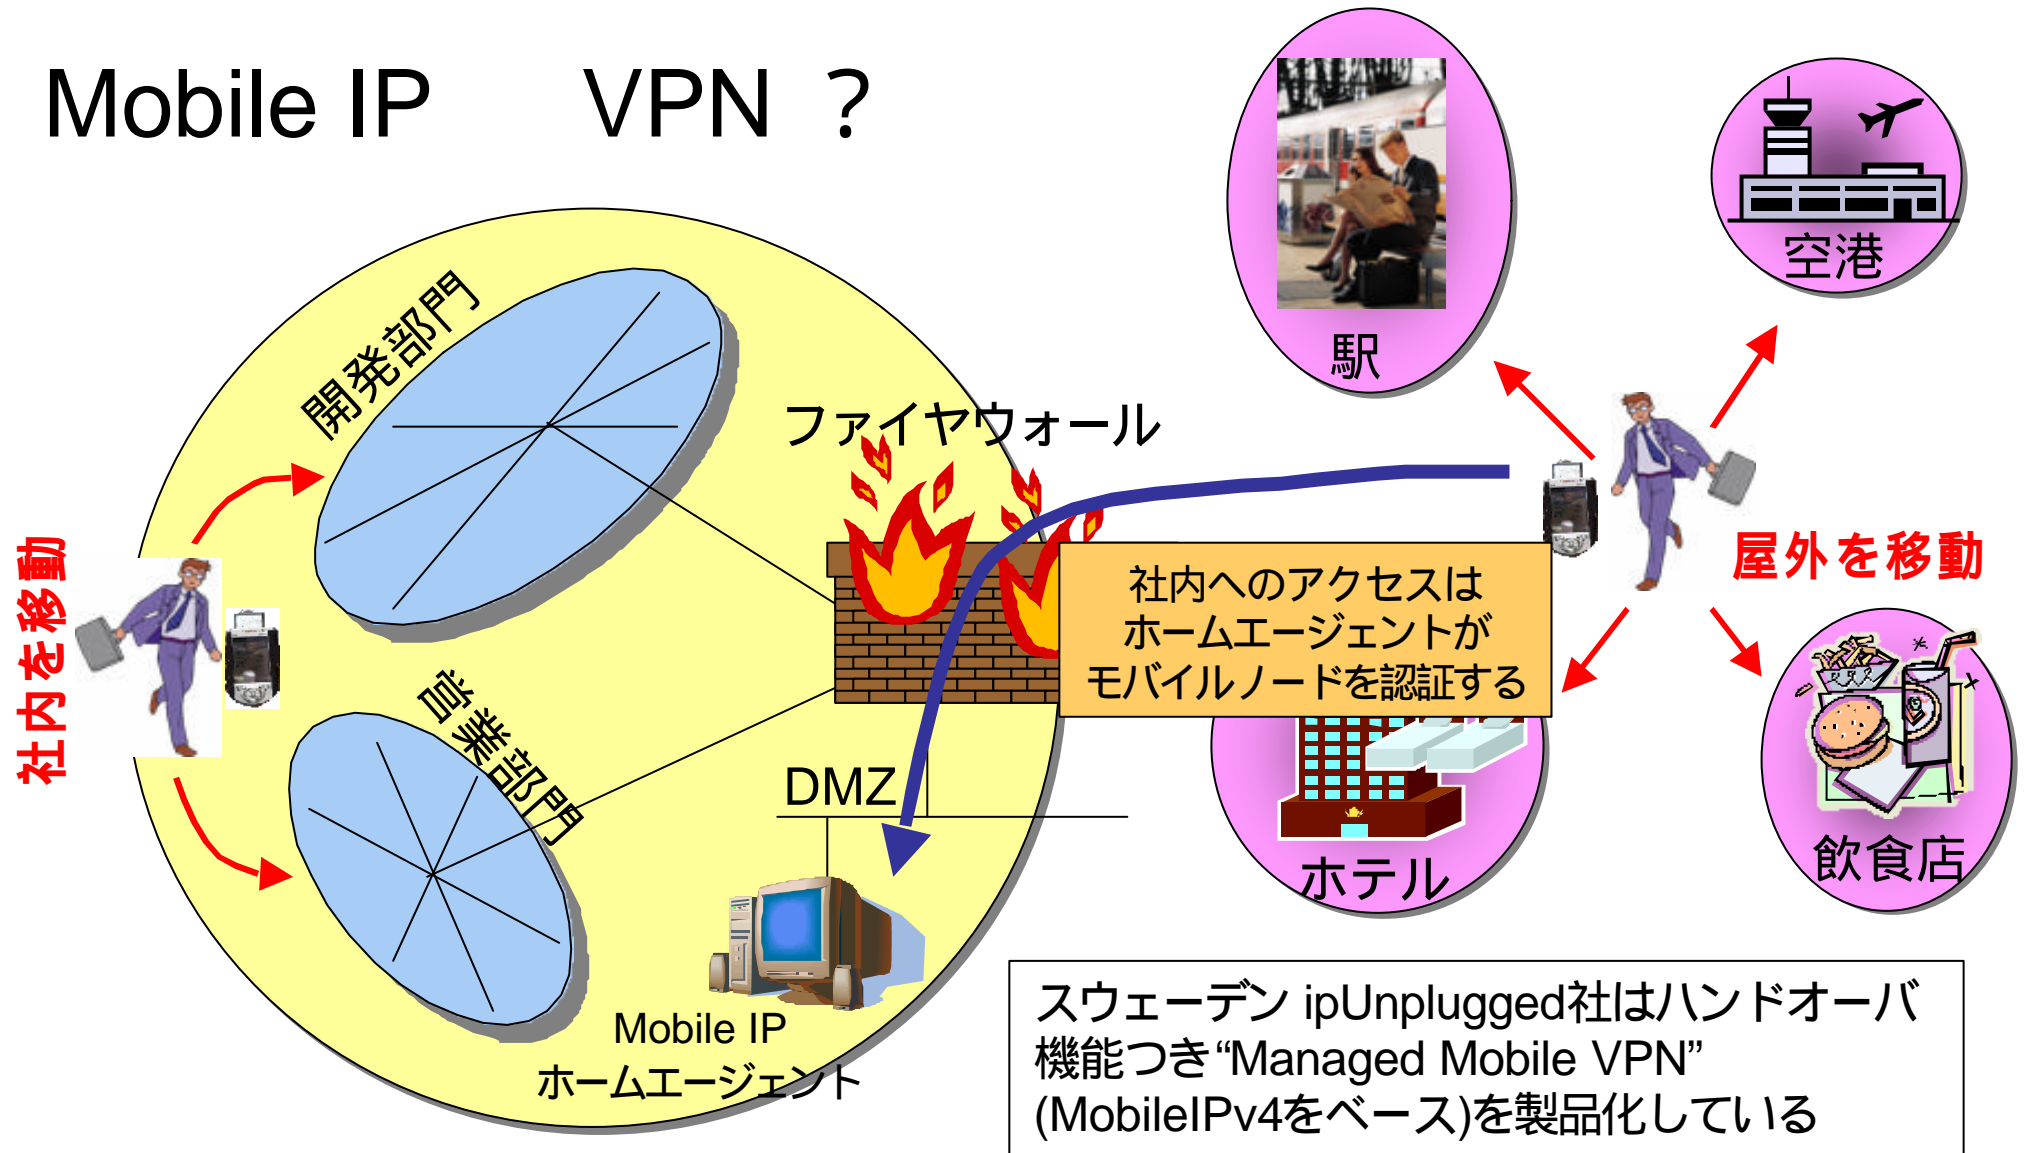 Mobile IP　　VPN ？
駅
空港
開発部門
ファイヤウォール
社内を移動
屋外を移動
社内へのアクセスは
ホームエージェントが
モバイルノードを認証する
営業部門
DMZ
ホテル
飲食店
Mobile IP
ホームエージェント
スウェーデン ipUnplugged社はハンドオーバ
機能つき“Managed Mobile VPN”
(MobileIPv4をベース)を製品化している